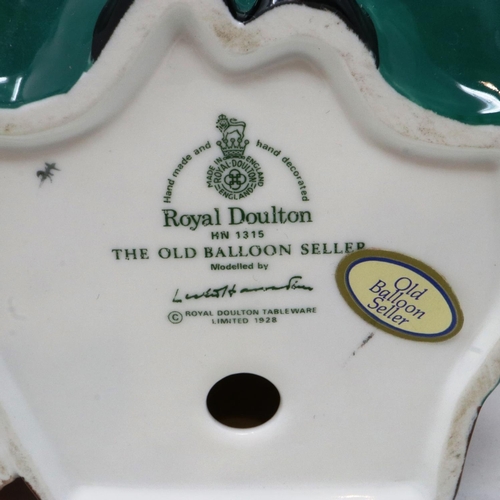 Hand made and hand decorated
MADE IN ENGLAND
ROYAL DOULTON
ENGLAND
Royal Doulton
HN 1315
THE OLD BALLOON SELLER
Modelled by
© ROYAL DOULTON TABLEWARE
LIMITED 1928
Old
Balloon
Seller